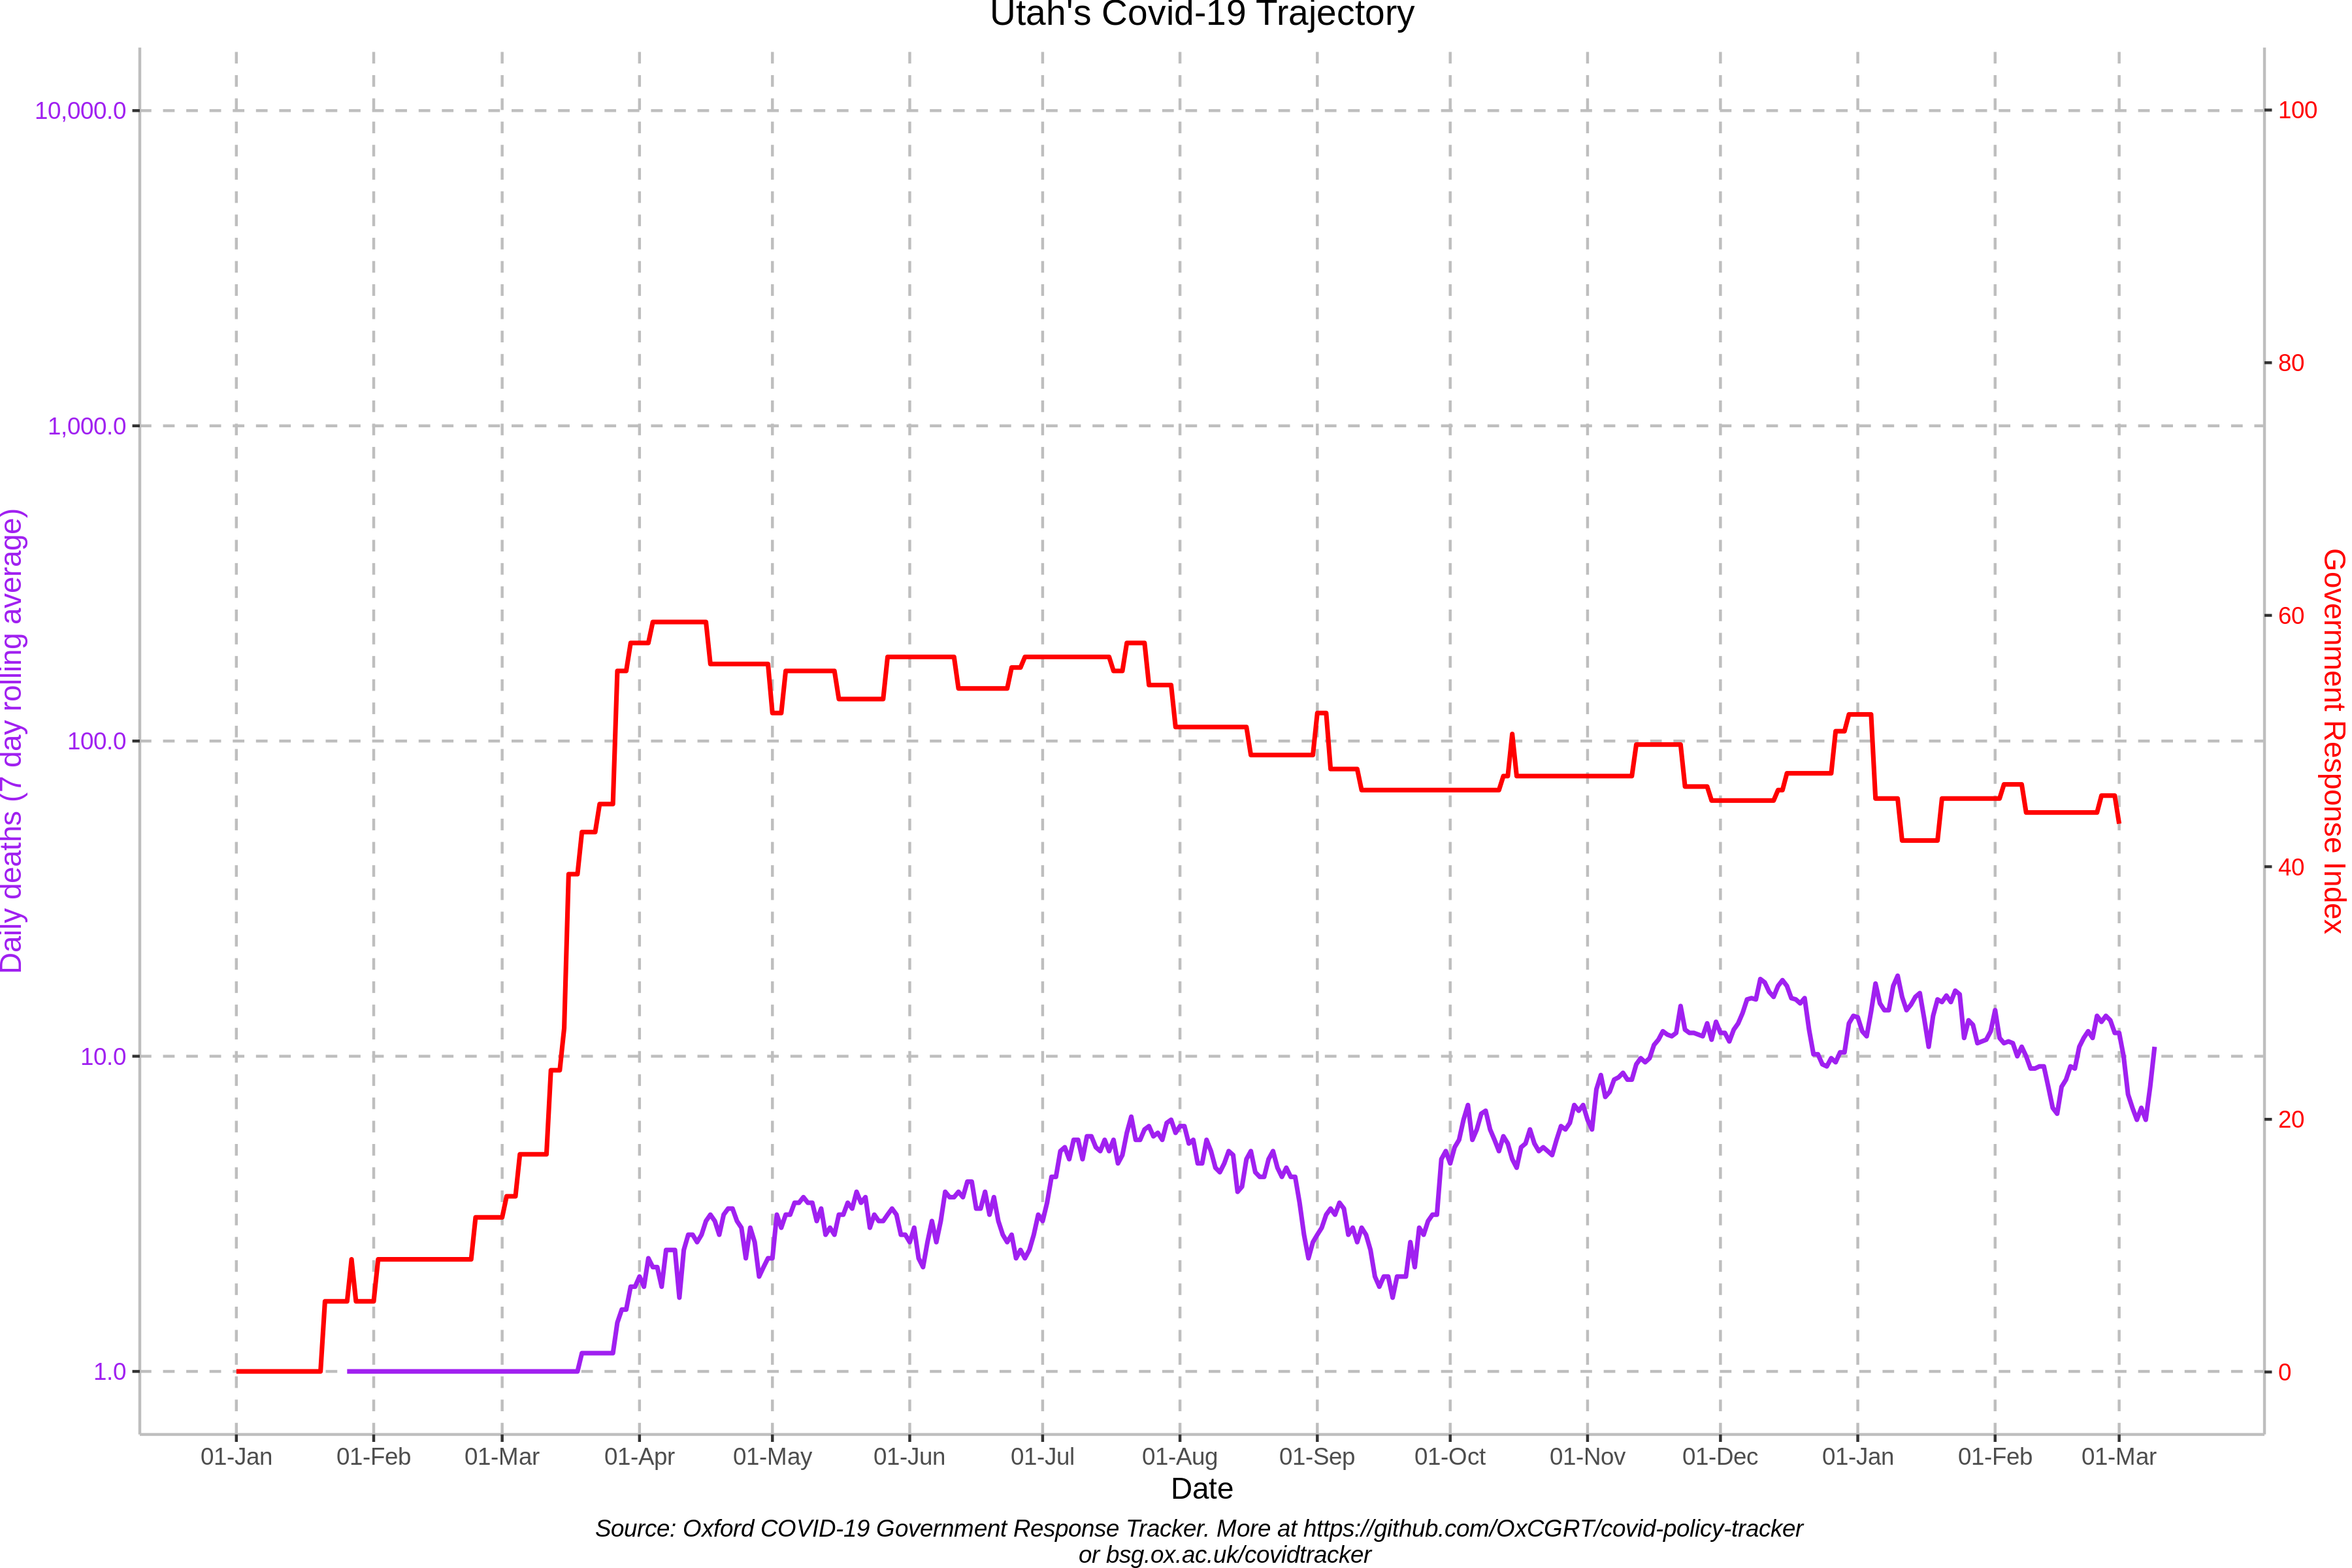 Utah's Covid-19 Trajectory
10,000.0
1,000.0
100.0
10.0
1.0
Daily deaths (7 day rolling average)
100
80
60
40
20
0
Government Response Index
01-Jan 01-Feb 01-Mar 01-Apr 01-May 01-Jun 01-Jul 01-Aug 01-Sep 01-Oct 01-Nov 01-Dec 01-Jan 01-Feb 01-Mar
Date
Source: Oxford COVID-19 Government Response Tracker. More at https://github.com/OxCGRT/covid-policy-tracker
or bsg.ox.ac.uk/covidtracker